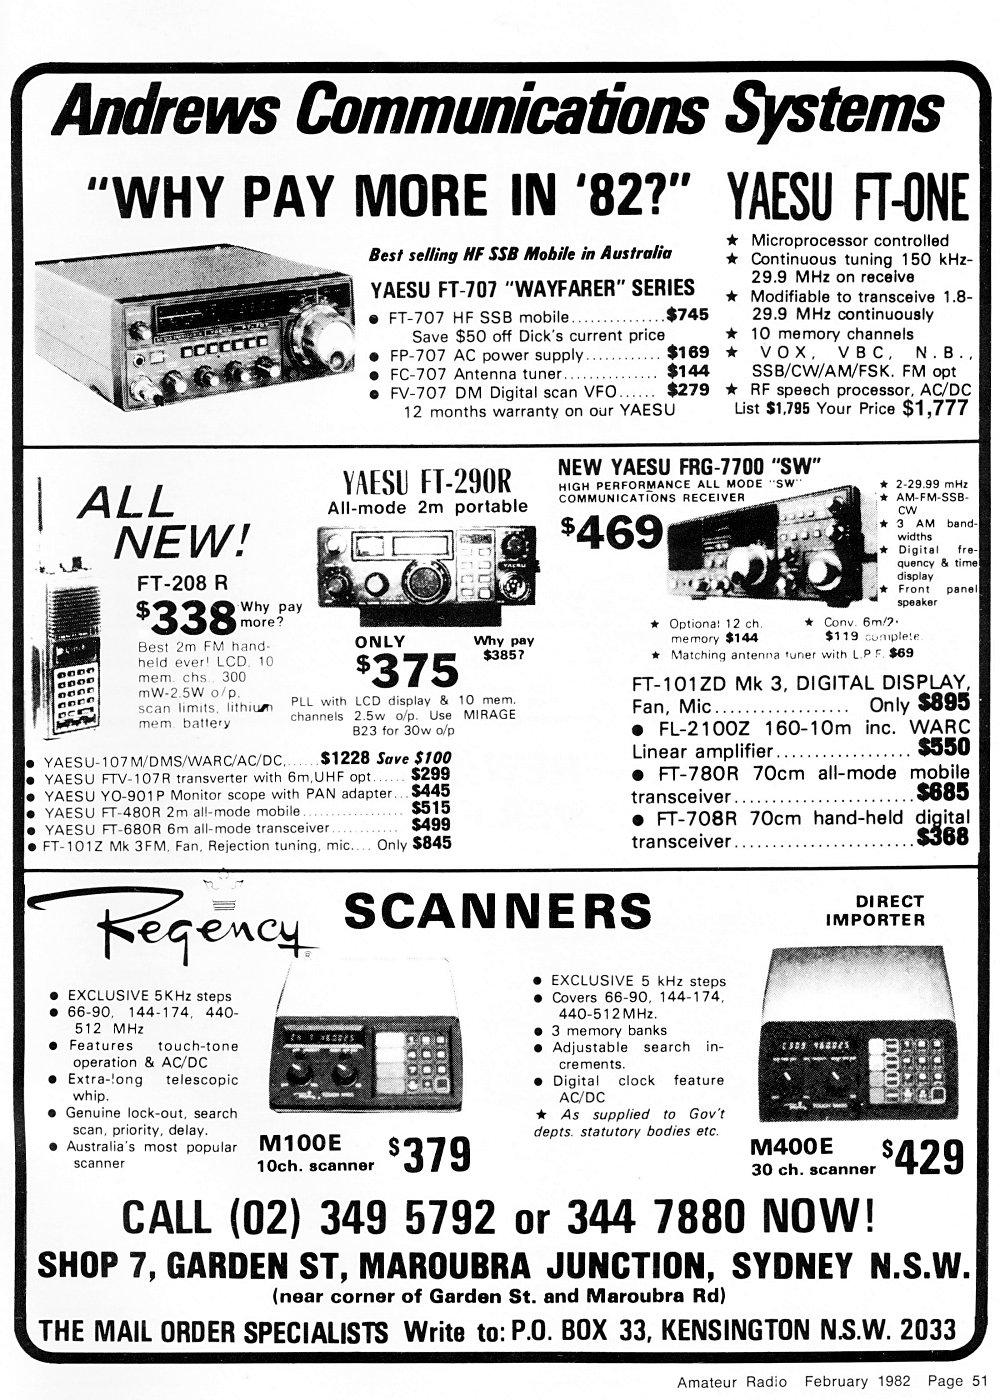 Andrews Communications Systems
"WHY PAY MORE IN '82?"
Best selling HF SSB Mobile in Australia
YAESU FT-707 "WAYFARER" SERIES
● FT-707 HF SSB mobile..............$745
Save $50 off Dick's current price
● FP-707 AC power supply...........$169
● FC-707 Antenna tuner..............$144
● FV-707 DM Digital scan VFO......$279
12 months warranty on our YAESU
YAESU FT-ONE
★ Microprocessor controlled
★ Continuous tuning 150 kHz-
29.9 MHz on receive
★ Modifiable to transceive 1.8-
29.9 MHz continuously
★ 10 memory channels
★ VOX, VBC, N.B.,
SSB/CW/AM/FSK. FM opt
★ RF speech processor, AC/DC
List $1,795 Your Price $1,777
ALL
NEW!
FT-208 R
$338 Why pay
more?
Best 2m FM hand-
held ever! LCD, 10
mem. chs., 300
mW-2.5W o/p.
scan limits, lithium
mem. battery
YAESU FT-290R
All-mode 2m portable
YAESU
ONLY
$375
Why pay
$385?
PLL with LCD display & 10 mem.
channels 2.5w o/p. Use MIRAGE
B23 for 30w o/p
NEW YAESU FRG-7700 "SW"
HIGH PERFORMANCE ALL MODE "SW"
COMMUNICATIONS RECEIVER
$469
★ 2-29.99 mHz
★ AM-FM-SSB-
CW
★ 3 AM band-
widths
★ Digital fre-
quency & time
display
★ Front panel
speaker
★ Optional 12 ch.
memory $144
★ Conv. 6m/2·
$119 complete.
★ Matching antenna tuner with L.P.F. $69
● YAESU-107M/DMS/WARC/AC/DC,......$1228 Save $100
● YAESU FTV-107R transverter with 6m,UHF opt......$299
● YAESU YO-901P Monitor scope with PAN adapter...$445
● YAESU FT-480R 2m all-mode mobile.................$515
● YAESU FT-680R 6m all-mode transceiver............$499
● FT-101Z Mk 3FM, Fan, Rejection tuning, mic.... Only $845
FT-101ZD Mk 3, DIGITAL DISPLAY,
Fan, Mic................. Only $895
● FL-2100Z 160-10m inc. WARC
Linear amplifier.................$550
● FT-780R 70cm all-mode mobile
transceiver......................$685
● FT-708R 70cm hand-held digital
transceiver......................$368
Regency
SCANNERS
DIRECT
IMPORTER
● EXCLUSIVE 5KHz steps
● 66-90, 144-174, 440-
512 MHz
● Features touch-tone
operation & AC/DC
● Extra-long telescopic
whip.
● Genuine lock-out, search
scan, priority, delay.
● Australia's most popular
scanner
M100E
10ch. scanner
$379
● EXCLUSIVE 5 kHz steps
● Covers 66-90, 144-174,
440-512MHz.
● 3 memory banks
● Adjustable search in-
crements.
● Digital clock feature
AC/DC
★ As supplied to Gov't
depts. statutory bodies etc.
M400E
30 ch. scanner
$429
CALL (02) 349 5792 or 344 7880 NOW!
SHOP 7, GARDEN ST, MAROUBRA JUNCTION, SYDNEY N.S.W.
(near corner of Garden St. and Maroubra Rd)
THE MAIL ORDER SPECIALISTS Write to: P.O. BOX 33, KENSINGTON N.S.W. 2033
Amateur Radio February 1982 Page 51